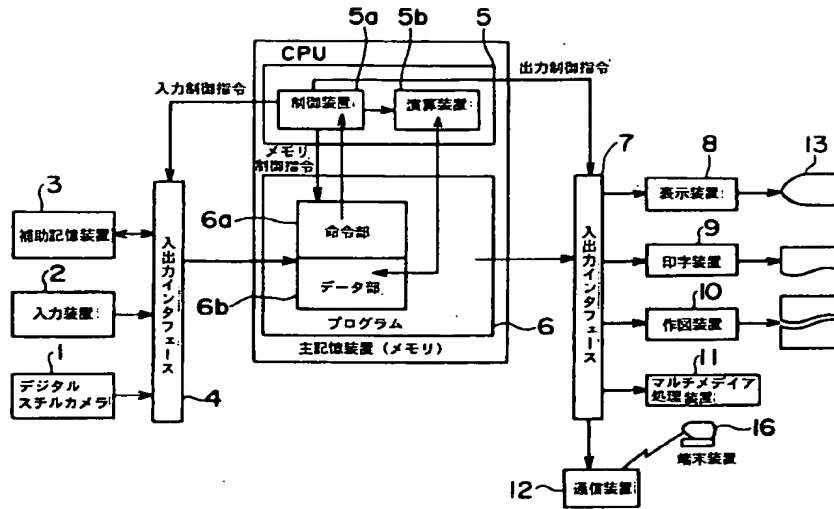 5a
5b
5
CPU
入力制御指令
出力制御指令
制御装置
演算装置
メモリ
制御指令
7
8
13
3
6a
表示装置
補助記憶装置
命令部
9
2
入出力インタフェース
データ部
入出力インタフェース
印字装置
入力装置
6b
10
プログラム
6
作図装置
1
主記憶装置(メモリ)
11
デジタル
スチルカメラ
マルチメデイア
処理装置
4
16
端末装置
12
通信装置